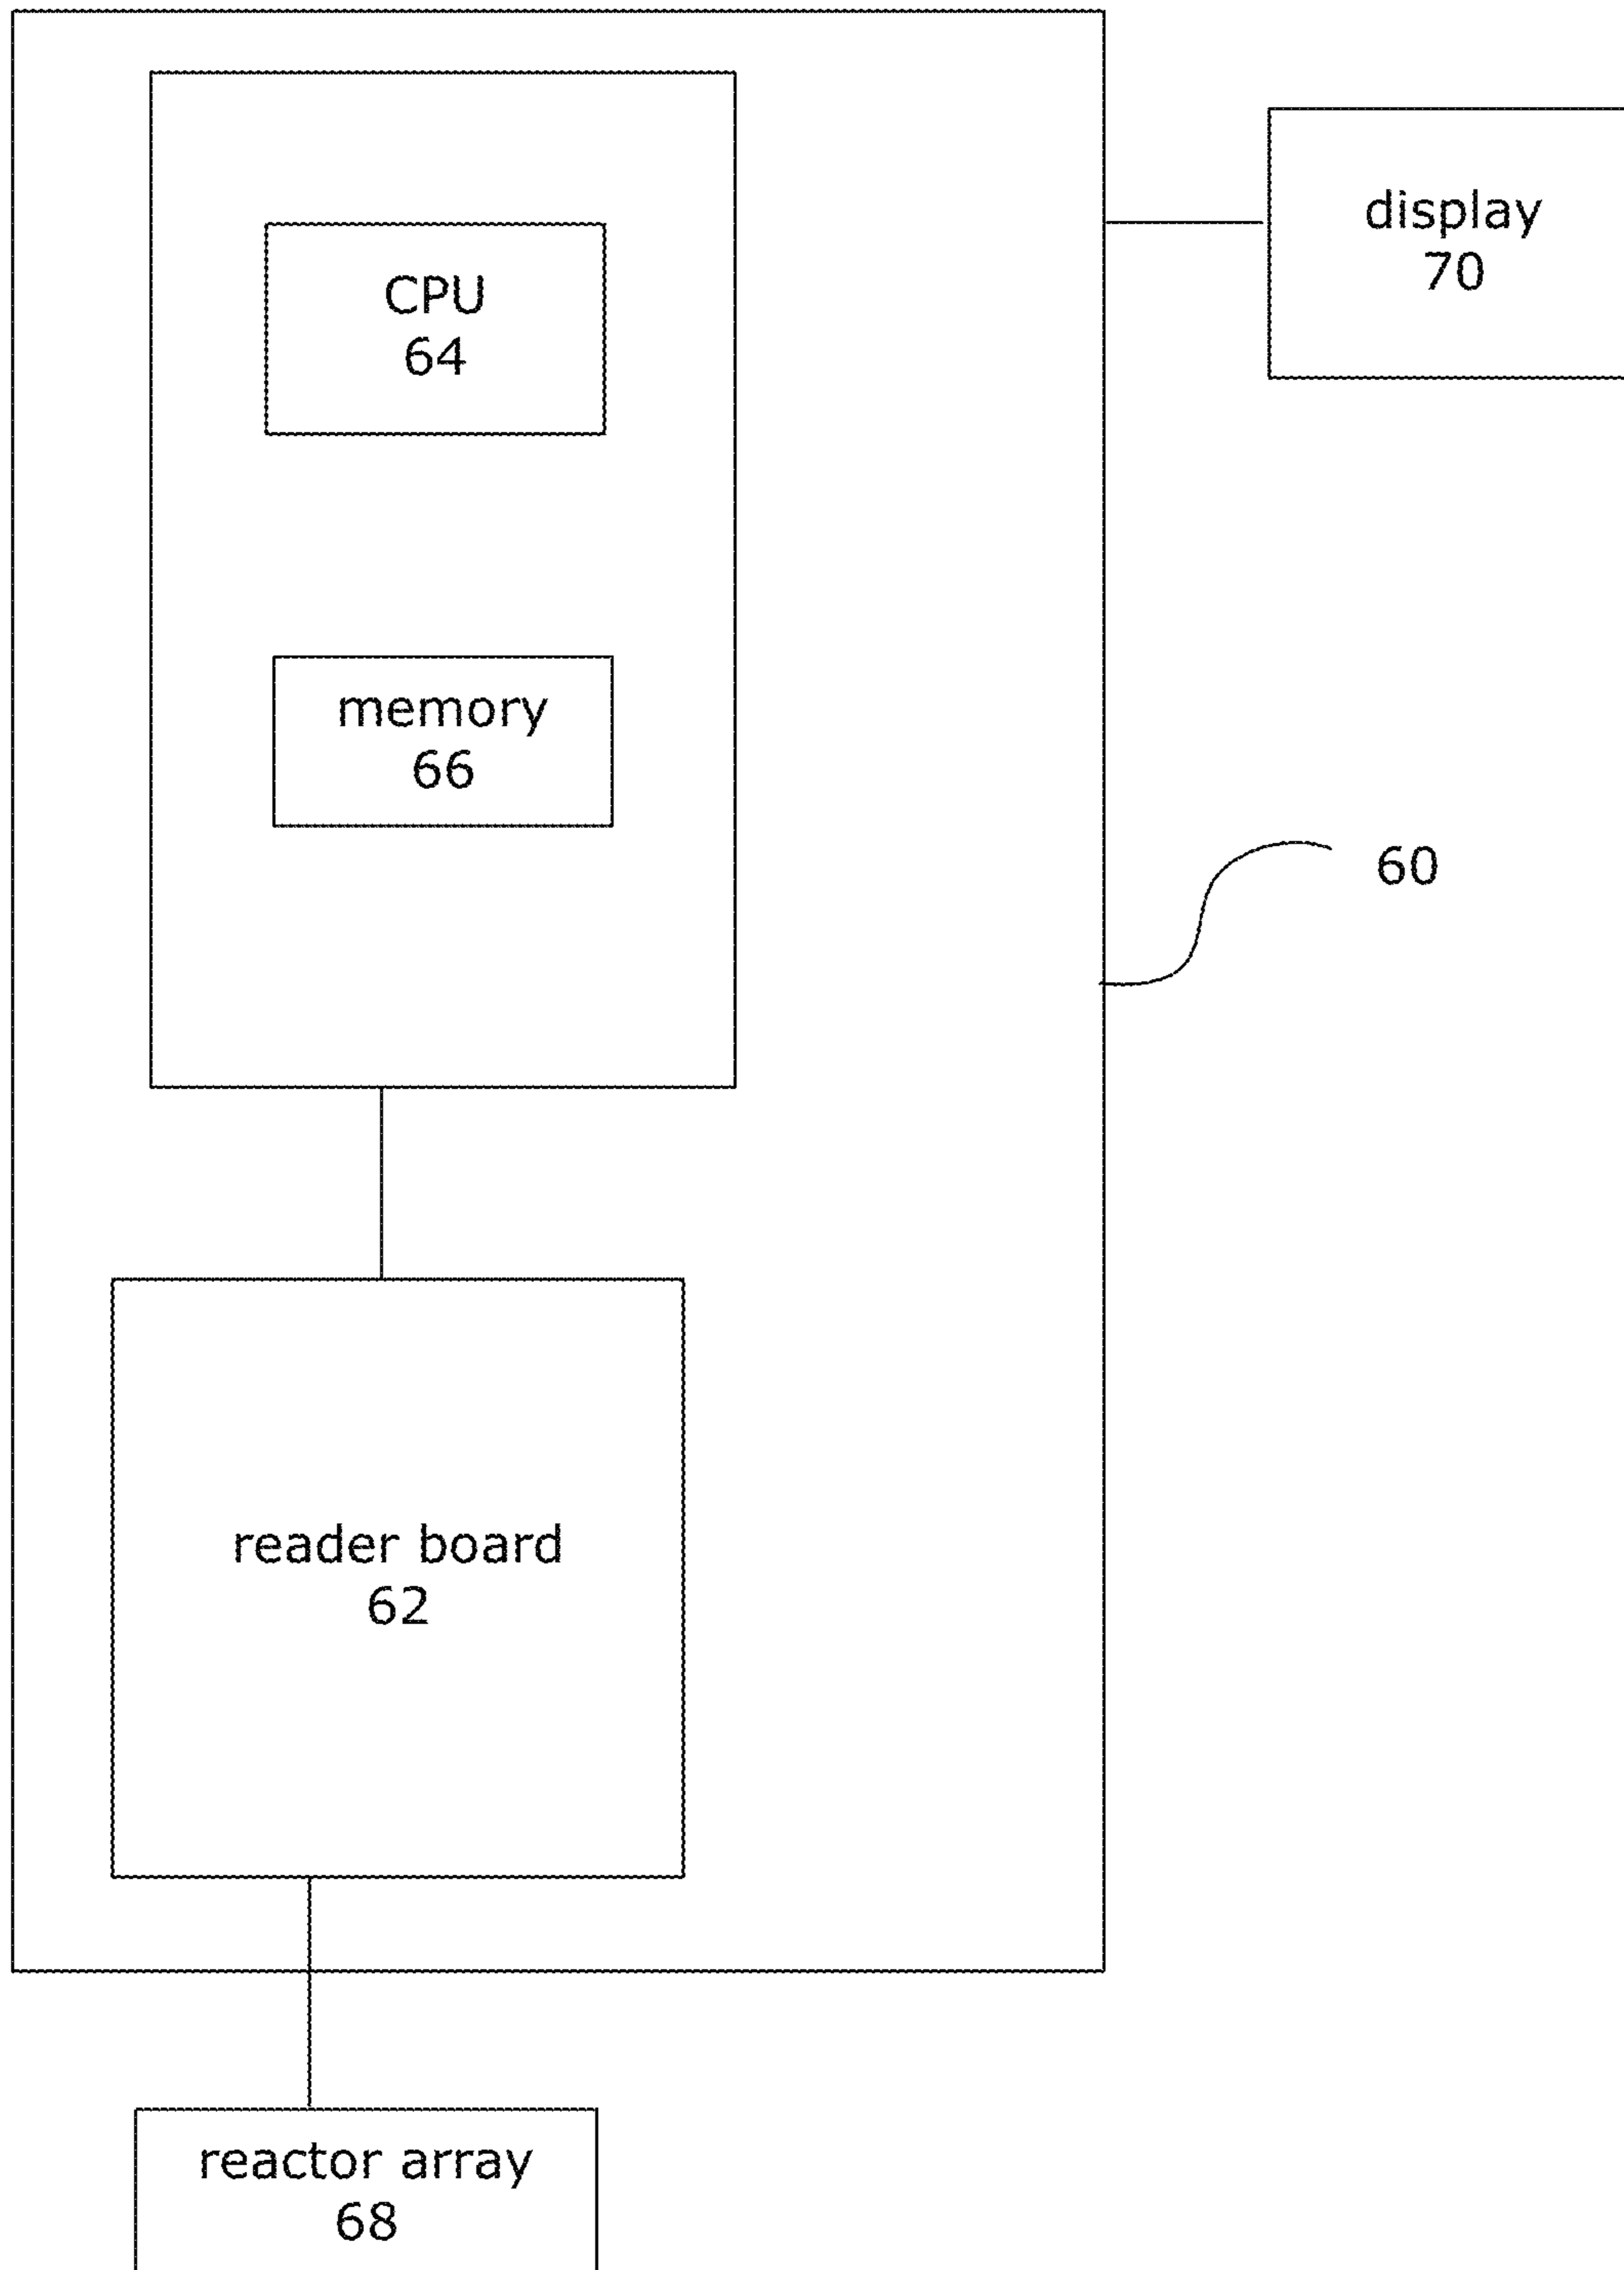 display
70
CPU
64
memory
66
60
reader board
62
reactor array
68